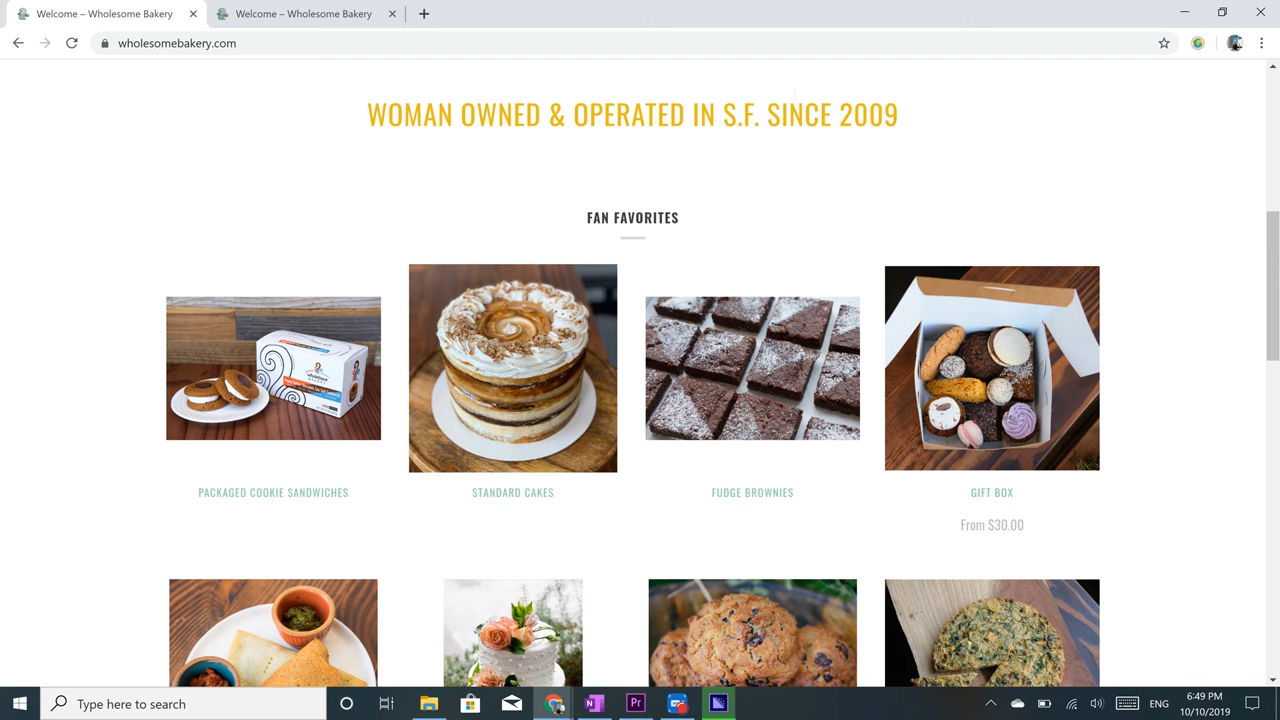 Welcome – Wholesome Bakery
Welcome – Wholesome Bakery
wholesomebakery.com
WOMAN OWNED & OPERATED IN S.F. SINCE 2009
FAN FAVORITES
PACKAGED COOKIE SANDWICHES
STANDARD CAKES
FUDGE BROWNIES
GIFT BOX
From $30.00
Type here to search
Pr
ENG
6:49 PM
10/10/2019